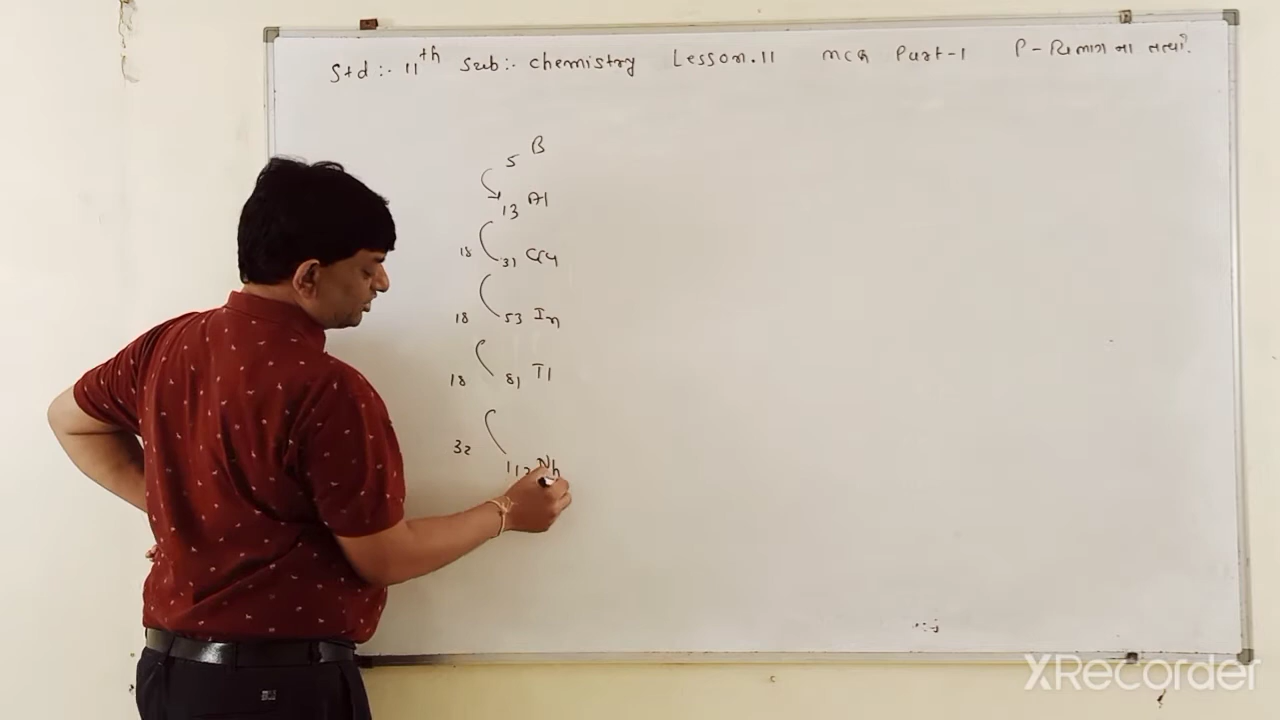 Std :- 11th Sub :- Chemistry Lesson. 11 MCQ Part-1 P-વિભાગ ના તત્વો.
5 B
13 Al
18 31 Ga
18 53 In
18 81 Tl
32 113 Nh
XRecorder